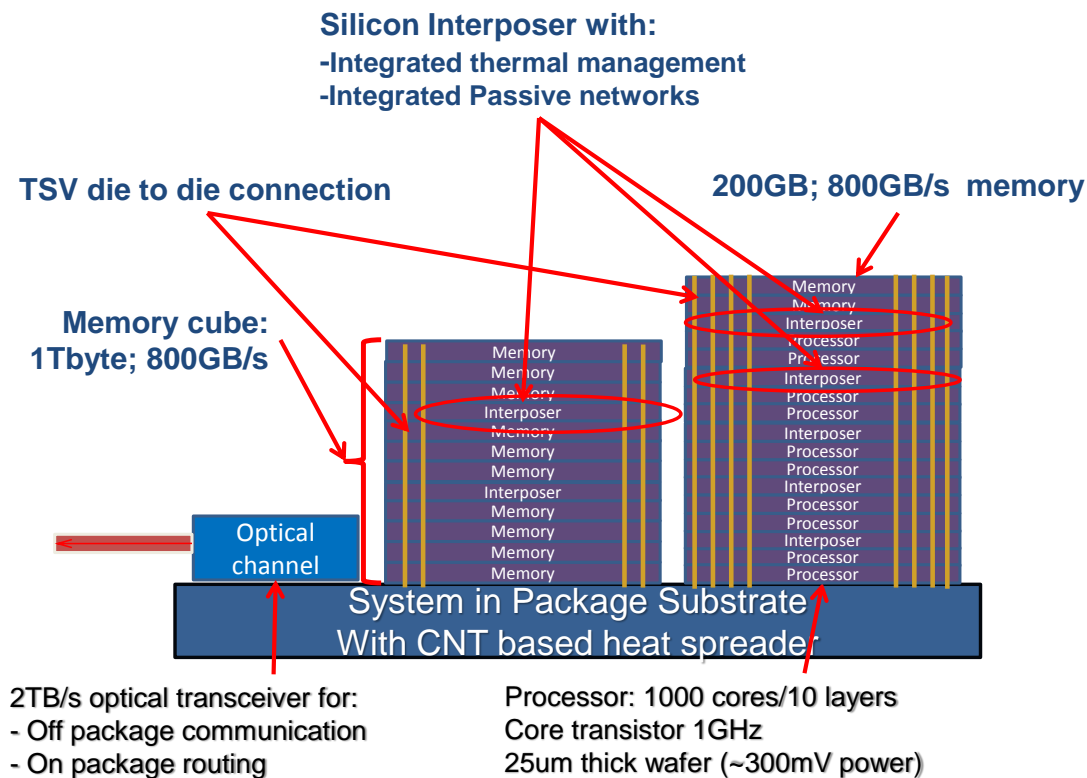 Silicon Interposer with:
-Integrated thermal management
-Integrated Passive networks
TSV die to die connection
200GB; 800GB/s memory
Memory cube:
1Tbyte; 800GB/s
Memory
Memory
Memory
Interposer
Memory
Memory
Memory
Interposer
Memory
Memory
Memory
Memory
Memory
Memory
Interposer
Processor
Processor
Interposer
Processor
Processor
Interposer
Processor
Processor
Interposer
Processor
Processor
Interposer
Processor
Processor
Optical
channel
System in Package Substrate
With CNT based heat spreader
2TB/s optical transceiver for:
- Off package communication
- On package routing
Processor: 1000 cores/10 layers
Core transistor 1GHz
25um thick wafer (~300mV power)